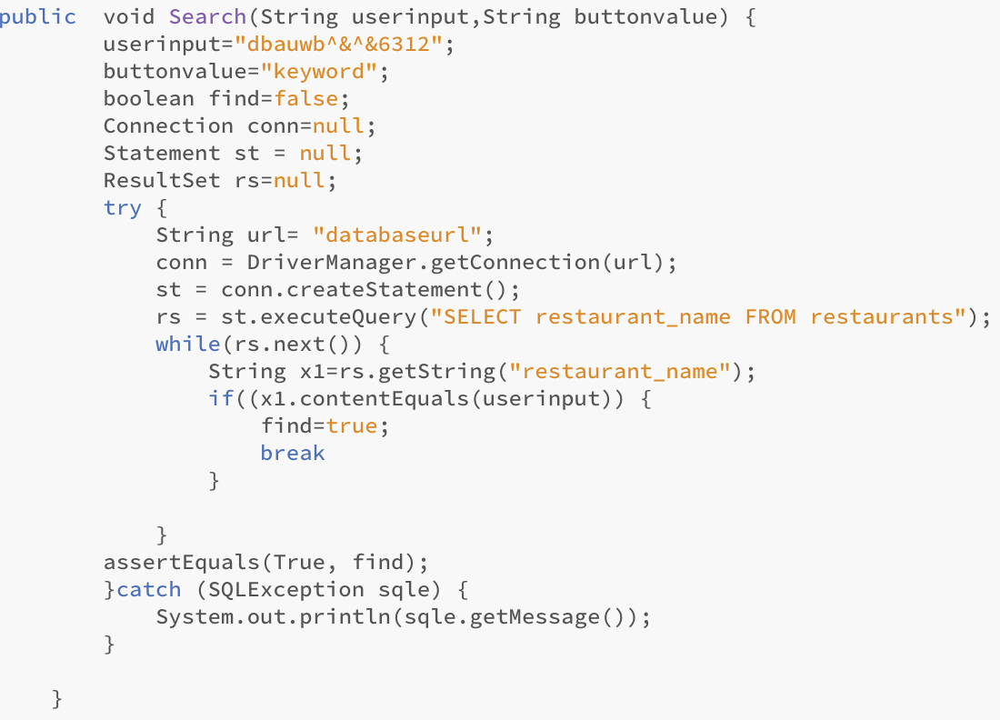 public  void Search(String userinput,String buttonvalue) {
        userinput="dbauwb^&^&6312";
        buttonvalue="keyword";
        boolean find=false;
        Connection conn=null;
        Statement st = null;
        ResultSet rs=null;
        try {
            String url= "databaseurl";
            conn = DriverManager.getConnection(url);
            st = conn.createStatement();
            rs = st.executeQuery("SELECT restaurant_name FROM restaurants");
            while(rs.next()) {
                String x1=rs.getString("restaurant_name");
                if((x1.contentEquals(userinput)) {
                    find=true;
                    break
                }

            }
        assertEquals(True, find);
        }catch (SQLException sqle) {
            System.out.println(sqle.getMessage());
        }

    }